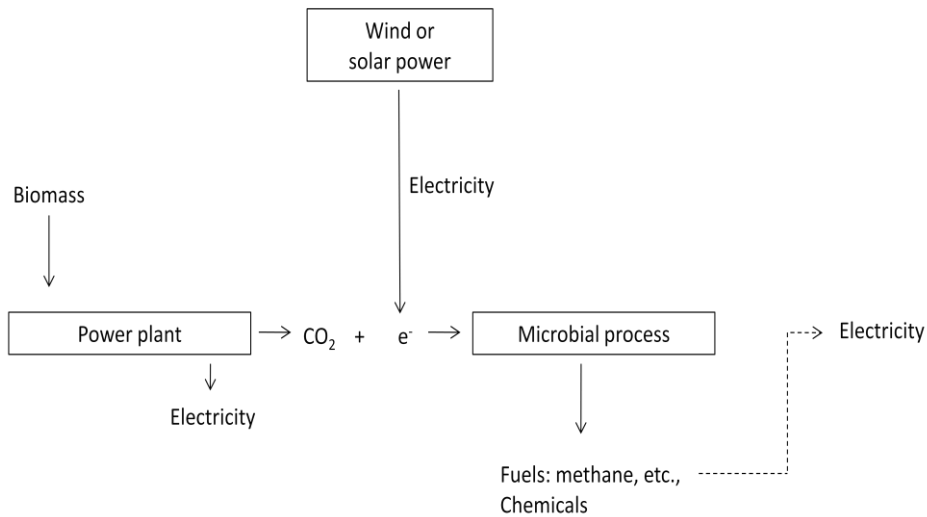 Wind or
solar power
Electricity
Biomass
Power plant
CO₂ + e⁻
Microbial process
Electricity
Electricity
Fuels: methane, etc.,
Chemicals